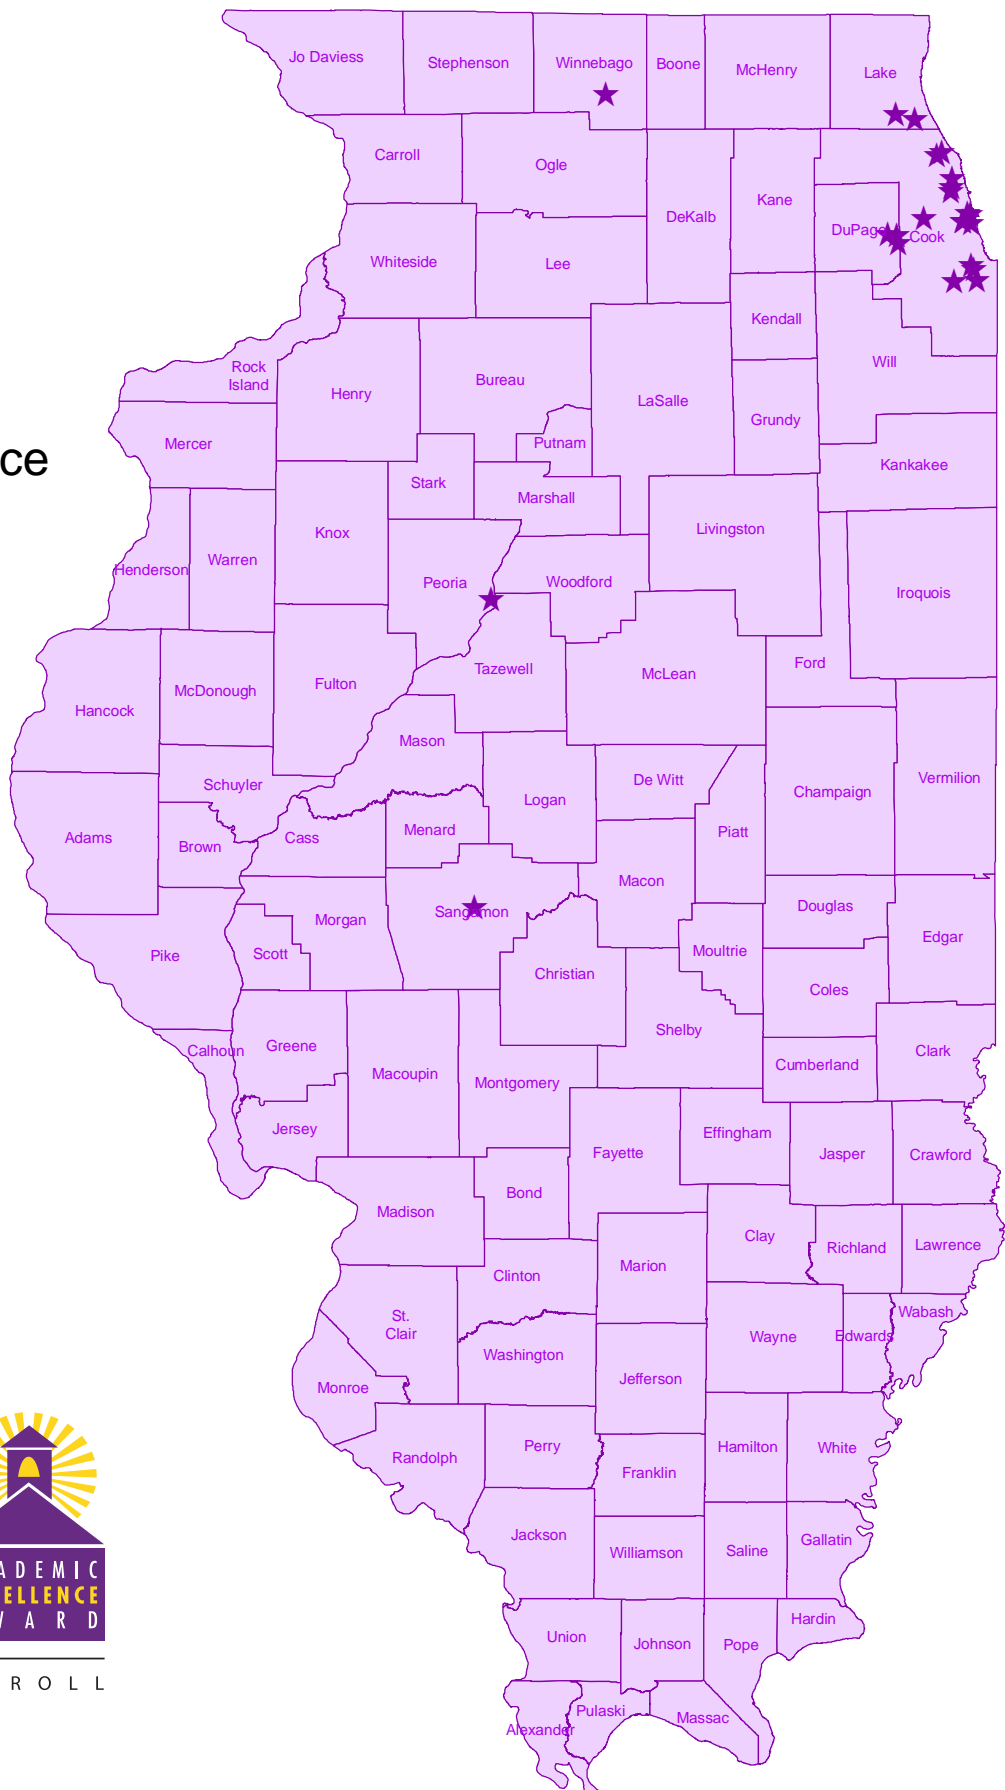 Jo Daviess
Stephenson
Winnebago
Boone
McHenry
Lake
Carroll
Ogle
DeKalb
Kane
DuPage
Cook
Whiteside
Lee
Kendall
Will
Rock
Island
Henry
Bureau
LaSalle
Grundy
Mercer
Putnam
ce
Kankakee
Stark
Marshall
Knox
Livingston
Henderson
Warren
Peoria
Woodford
Iroquois
Tazewell
McLean
Ford
Hancock
McDonough
Fulton
Mason
Schuyler
Logan
De Witt
Champaign
Vermilion
Adams
Brown
Cass
Menard
Piatt
Macon
Morgan
Sangamon
Douglas
Edgar
Pike
Scott
Christian
Moultrie
Coles
Shelby
Calhoun
Greene
Macoupin
Montgomery
Cumberland
Clark
Jersey
Fayette
Effingham
Jasper
Crawford
Madison
Bond
Clay
Richland
Lawrence
Clinton
Marion
St.
Clair
Washington
Wayne
Edwards
Wabash
Monroe
Jefferson
Randolph
Perry
Franklin
Hamilton
White
Jackson
Williamson
Saline
Gallatin
ADEMIC
ELLENCE
WARD
Union
Johnson
Pope
Hardin
ROLL
Alexander
Pulaski
Massac